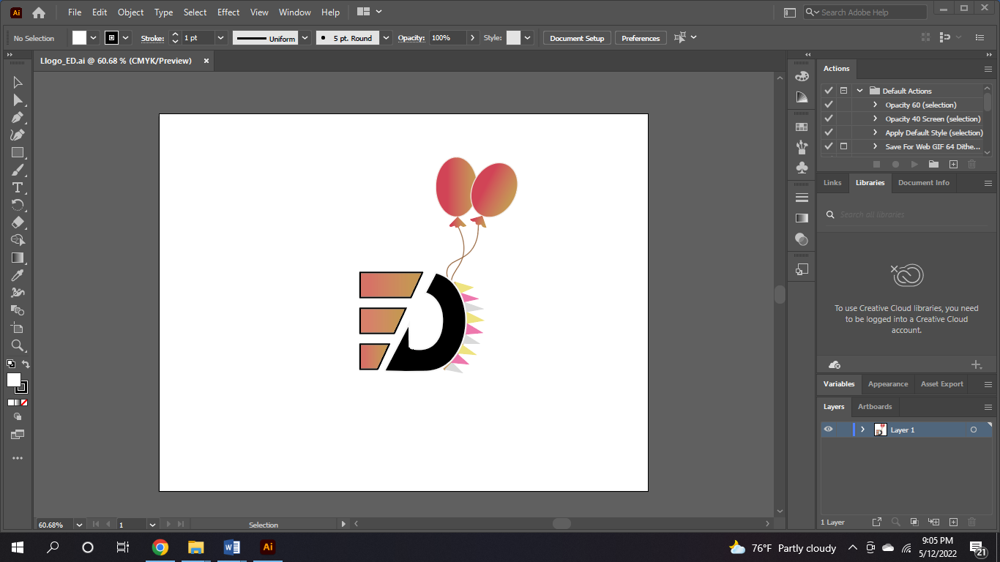 Ai File Edit Object Type Select Effect View Window Help Search Adobe Help
No Selection Stroke: 1 pt Uniform 5 pt. Round Opacity: 100% Style: Document Setup Preferences
Llogo_ED.ai @ 60.68 % (CMYK/Preview)
Actions
Default Actions
Opacity 60 (selection)
Opacity 40 Screen (selection)
Apply Default Style (selection)
Save For Web GIF 64 Dithe...
Links Libraries Document Info
Search all libraries
To use Creative Cloud libraries, you need
to be logged into a Creative Cloud
account.
Variables Appearance Asset Export
Layers Artboards
Layer 1
ED
1 Layer
60.68% 1 Selection
Ai 76°F Partly cloudy 9:05 PM
5/12/2022
21